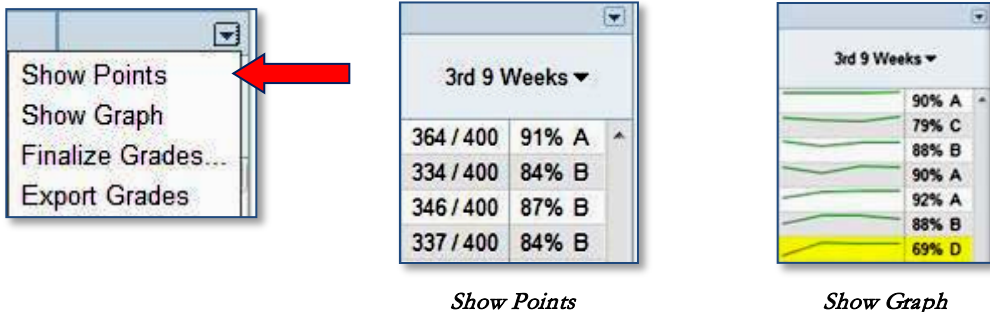 Show Points
Show Graph
Finalize Grades...
Export Grades
3rd 9 Weeks
364 / 400 91% A
334 / 400 84% B
346 / 400 87% B
337 / 400 84% B
Show Points
3rd 9 Weeks
90% A
79% C
88% B
90% A
92% A
88% B
69% D
Show Graph